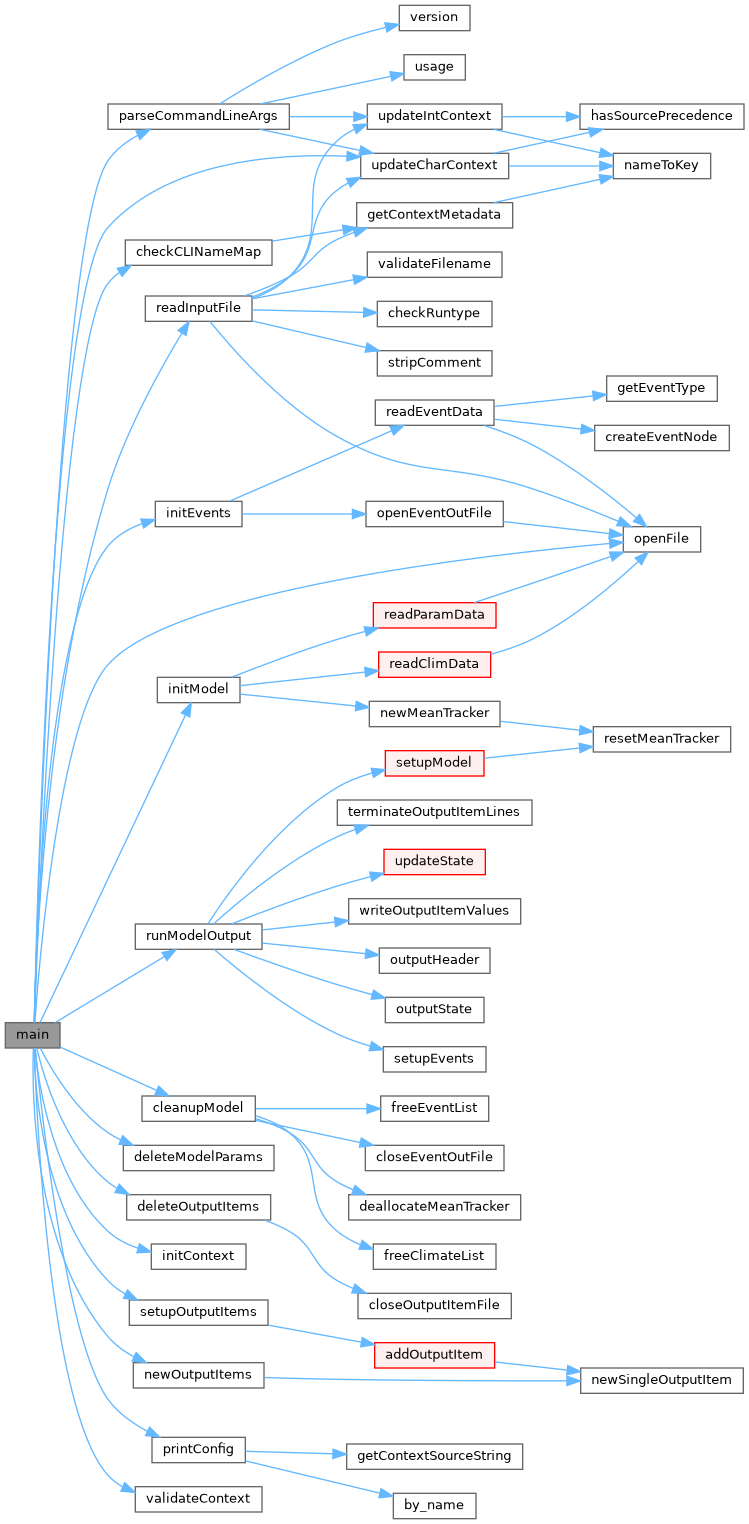 version
usage
parseCommandLineArgs
updateIntContext
hasSourcePrecedence
updateCharContext
nameToKey
getContextMetadata
checkCLINameMap
validateFilename
readInputFile
checkRuntype
stripComment
getEventType
readEventData
createEventNode
initEvents
openEventOutFile
openFile
readParamData
readClimData
initModel
newMeanTracker
resetMeanTracker
setupModel
terminateOutputItemLines
updateState
writeOutputItemValues
runModelOutput
outputHeader
outputState
main
setupEvents
cleanupModel
freeEventList
deleteModelParams
closeEventOutFile
deleteOutputItems
deallocateMeanTracker
initContext
freeClimateList
closeOutputItemFile
setupOutputItems
addOutputItem
newOutputItems
newSingleOutputItem
printConfig
getContextSourceString
validateContext
by_name